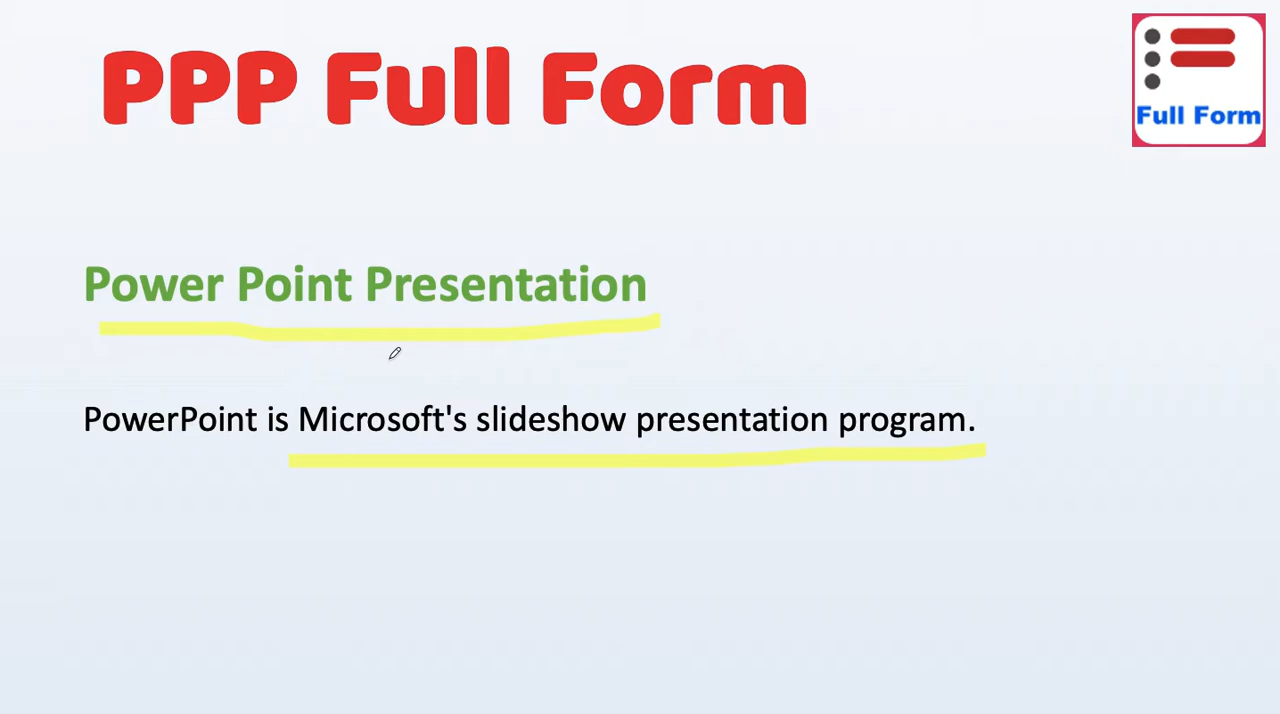 PPP Full Form
Full Form
Power Point Presentation
PowerPoint is Microsoft's slideshow presentation program.